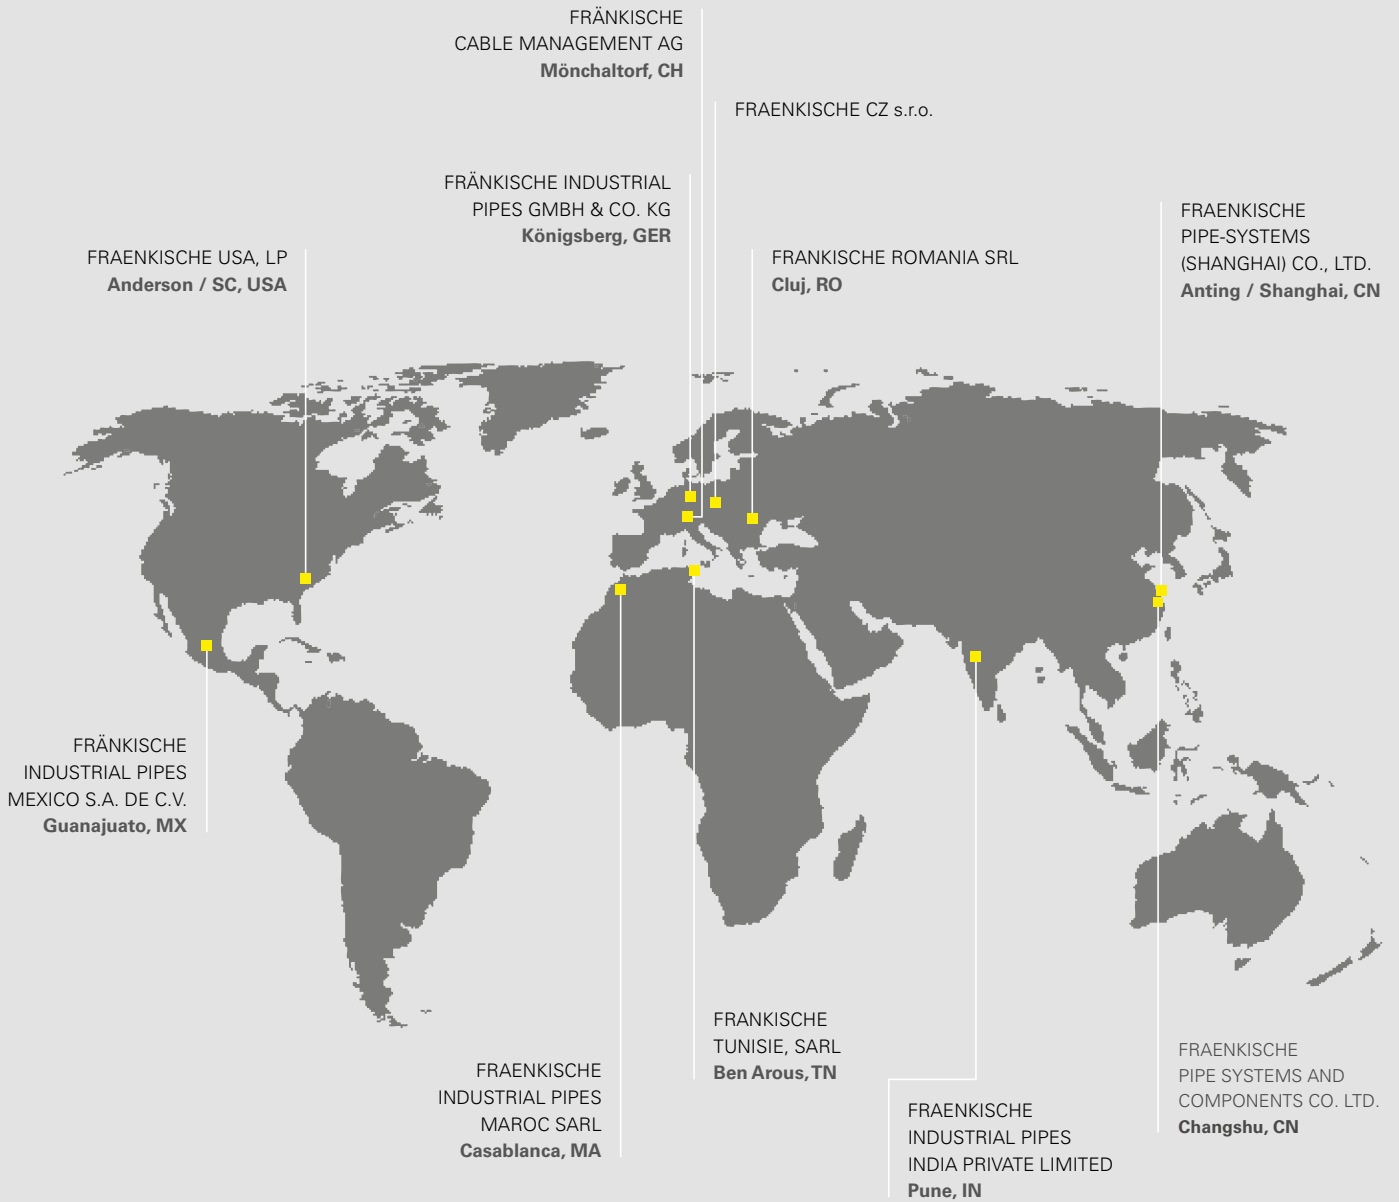 FRÄNKISCHE
CABLE MANAGEMENT AG
Mönchaltorf, CH
FRAENKISCHE CZ s.r.o.
FRÄNKISCHE INDUSTRIAL
PIPES GMBH & CO. KG
Königsberg, GER
FRAENKISCHE
PIPE-SYSTEMS
(SHANGHAI) CO., LTD.
Anting / Shanghai, CN
FRAENKISCHE USA, LP
Anderson / SC, USA
FRANKISCHE ROMANIA SRL
Cluj, RO
FRÄNKISCHE
INDUSTRIAL PIPES
MEXICO S.A. DE C.V.
Guanajuato, MX
FRAENKISCHE
INDUSTRIAL PIPES
MAROC SARL
Casablanca, MA
FRANKISCHE
TUNISIE, SARL
Ben Arous, TN
FRAENKISCHE
INDUSTRIAL PIPES
INDIA PRIVATE LIMITED
Pune, IN
FRAENKISCHE
PIPE SYSTEMS AND
COMPONENTS CO. LTD.
Changshu, CN